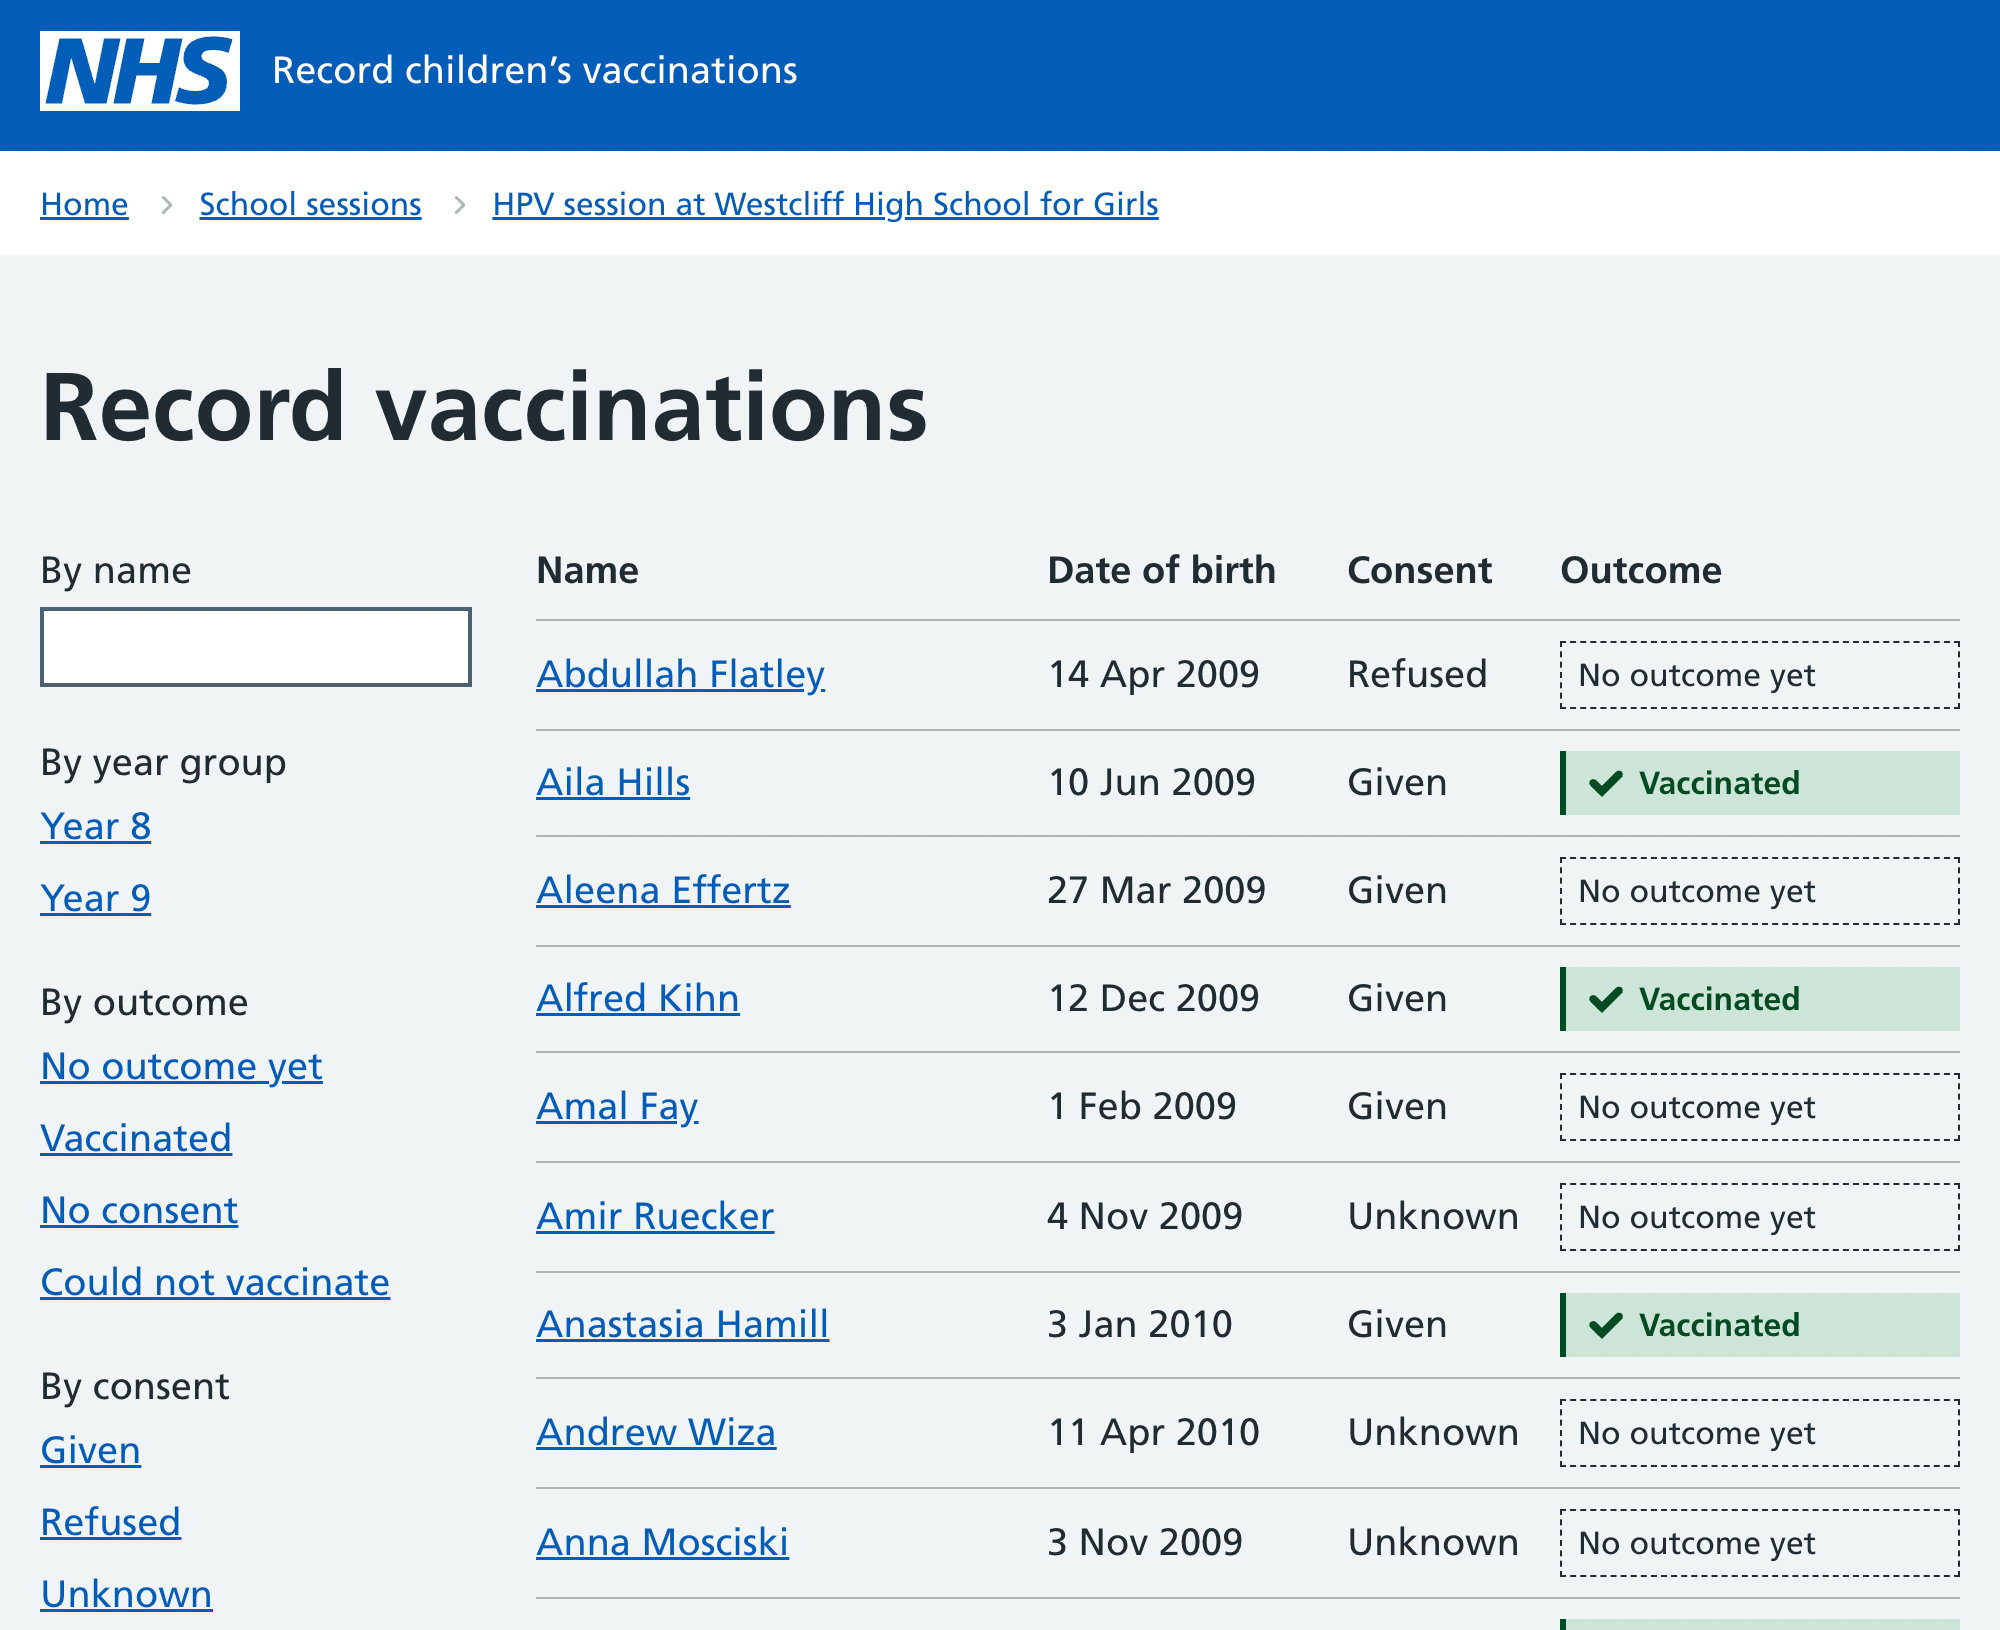 NHS Record children’s vaccinations
Home > School sessions > HPV session at Westcliff High School for Girls
Record vaccinations
By name
By year group
Year 8
Year 9
By outcome
No outcome yet
Vaccinated
No consent
Could not vaccinate
By consent
Given
Refused
Unknown
Name Date of birth Consent Outcome
Abdullah Flatley 14 Apr 2009 Refused No outcome yet
Aila Hills 10 Jun 2009 Given Vaccinated
Aleena Effertz 27 Mar 2009 Given No outcome yet
Alfred Kihn 12 Dec 2009 Given Vaccinated
Amal Fay 1 Feb 2009 Given No outcome yet
Amir Ruecker 4 Nov 2009 Unknown No outcome yet
Anastasia Hamill 3 Jan 2010 Given Vaccinated
Andrew Wiza 11 Apr 2010 Unknown No outcome yet
Anna Mosciski 3 Nov 2009 Unknown No outcome yet